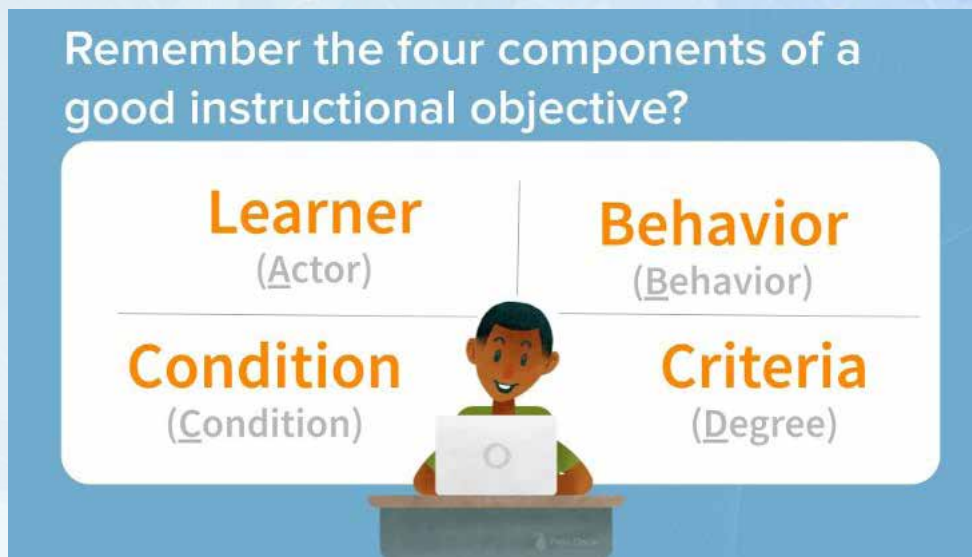 Remember the four components of a
good instructional objective?
Learner
(Actor)
Behavior
(Behavior)
Condition
(Condition)
Criteria
(Degree)